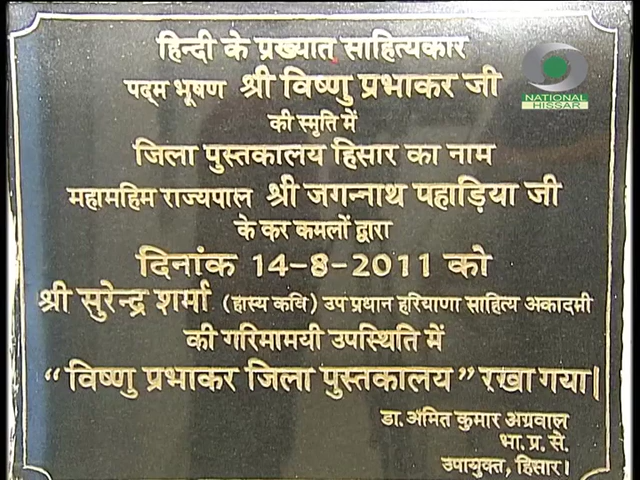 हिन्दी के प्रख्यात साहित्यकार
पद्म भूषण श्री विष्णु प्रभाकर जी
की स्मृति में
जिला पुस्तकालय हिसार का नाम
महामहिम राज्यपाल श्री जगन्नाथ पहाड़िया जी
के कर कमलों द्वारा
दिनांक 14-8-2011 को
श्री सुरेन्द्र शर्मा (हास्य कवि) उप प्रधान हरियाणा साहित्य अकादमी
की गरिमामयी उपस्थिति में
“विष्णु प्रभाकर जिला पुस्तकालय” रखा गया।
डा. अमित कुमार अग्रवाल
भा. प्र. से.
उपायुक्त, हिसार।
NATIONAL
HISSAR